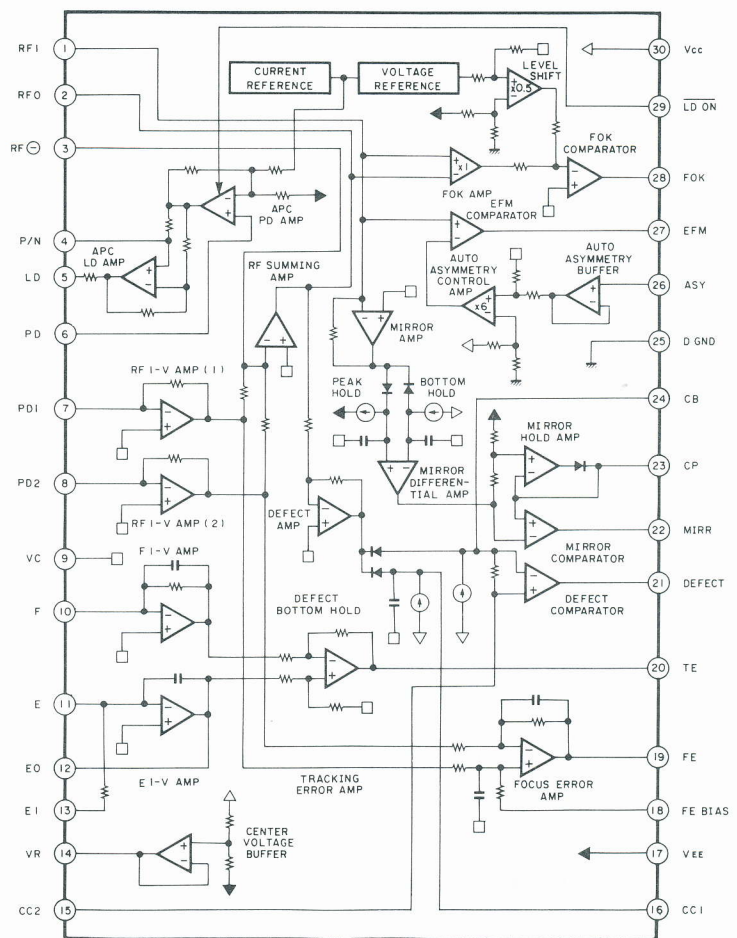 RF I
1
RFO
2
RF ⊖
3
P/N
4
LD
5
PD
6
PD1
7
PD2
8
VC
9
F
10
E
11
EO
12
EI
13
VR
14
CC2
15
30
Vcc
29
LD ON
28
FOK
27
EFM
26
ASY
25
D GND
24
CB
23
CP
22
MIRR
21
DEFECT
20
TE
19
FE
18
FE BIAS
17
VEE
16
CC1
CURRENT
REFERENCE
VOLTAGE
REFERENCE
LEVEL
SHIFT
+
×0.5
−
FOK
COMPARATOR
−
+
+
×1
−
FOK AMP
EFM
COMPARATOR
+
−
−
+
APC
PD AMP
APC
LD AMP
+
−
RF SUMMING
AMP
− +
AUTO
ASYMMETRY
CONTROL
AMP
+
×6
−
AUTO
ASYMMETRY
BUFFER
+
−
− +
MIRROR
AMP
PEAK
HOLD
BOTTOM
HOLD
+ −
MIRROR
DIFFEREN-
TIAL AMP
MIRROR
HOLD AMP
+
−
+
−
MIRROR
COMPARATOR
RF I-V AMP (1)
−
+
−
+
RF I-V AMP (2)
DEFECT
AMP
−
+
−
+
DEFECT
COMPARATOR
F I-V AMP
−
+
DEFECT
BOTTOM HOLD
−
+
−
+
E I-V AMP
TRACKING
ERROR AMP
−
+
FOCUS ERROR
AMP
+
−
CENTER
VOLTAGE
BUFFER